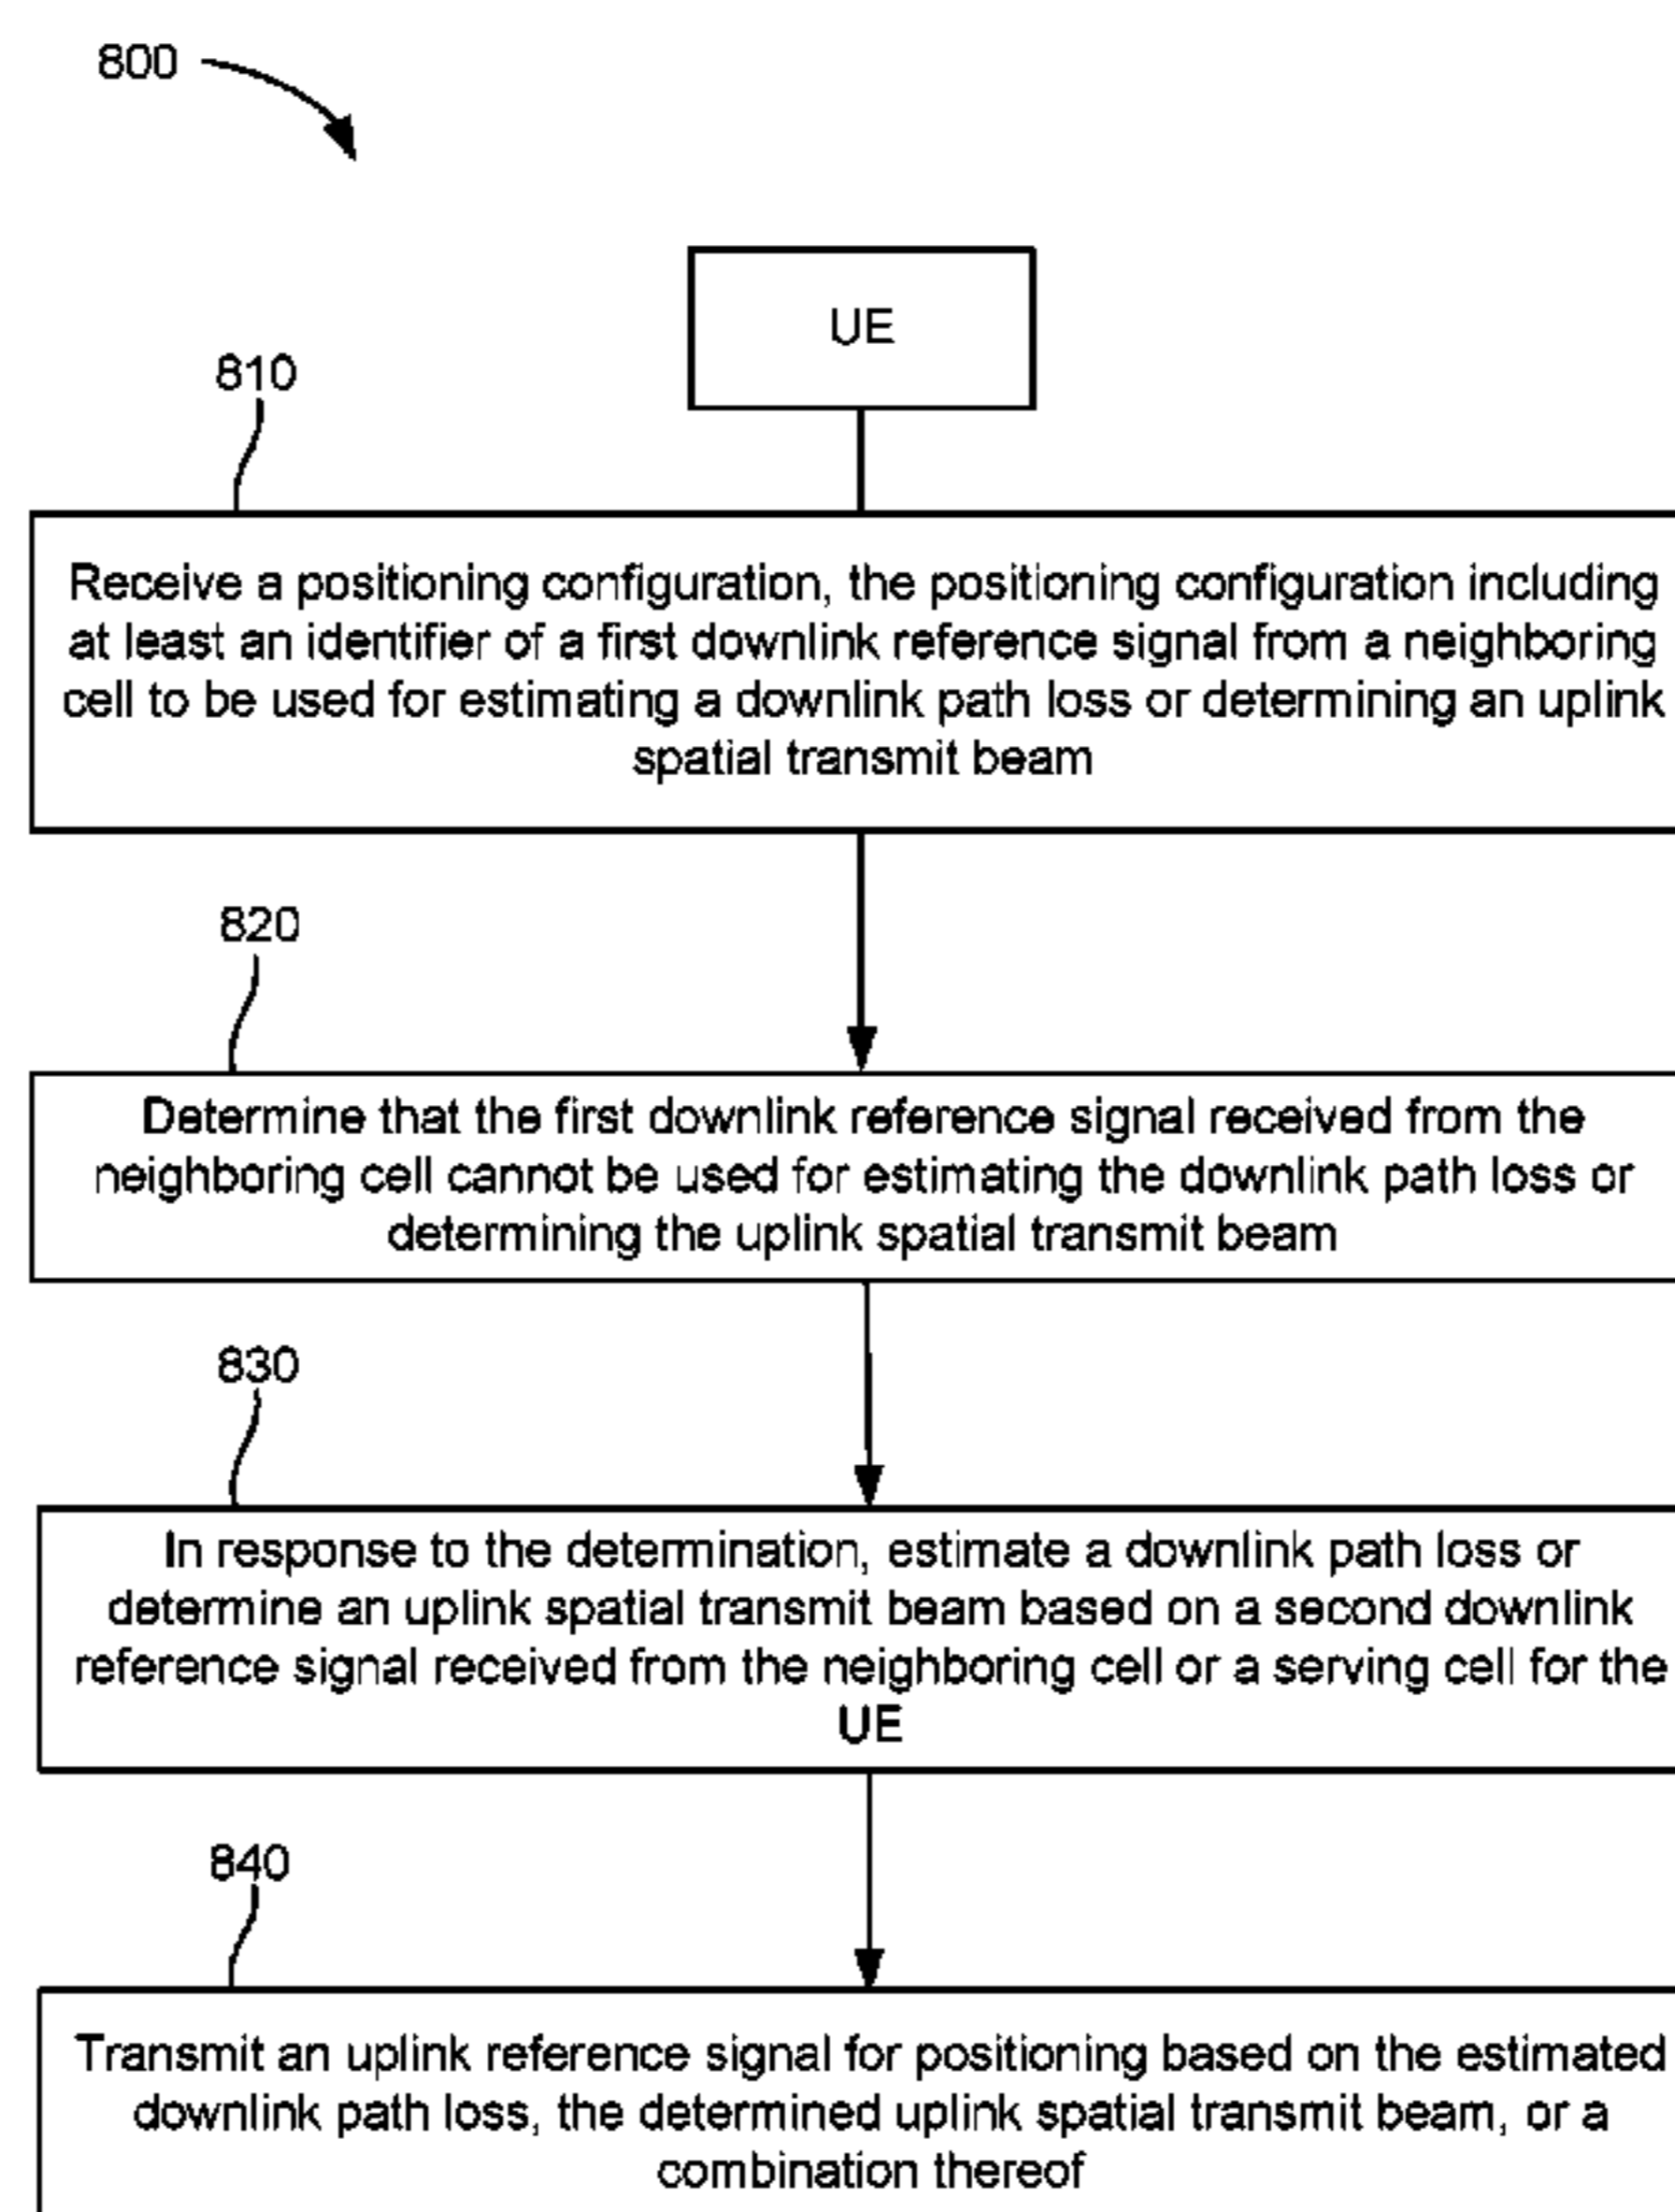 800
UE
810
Receive a positioning configuration, the positioning configuration including
at least an identifier of a first downlink reference signal from a neighboring
cell to be used for estimating a downlink path loss or determining an uplink
spatial transmit beam
820
Determine that the first downlink reference signal received from the
neighboring cell cannot be used for estimating the downlink path loss or
determining the uplink spatial transmit beam
830
In response to the determination, estimate a downlink path loss or
determine an uplink spatial transmit beam based on a second downlink
reference signal received from the neighboring cell or a serving cell for the
UE
840
Transmit an uplink reference signal for positioning based on the estimated
downlink path loss, the determined uplink spatial transmit beam, or a
combination thereof